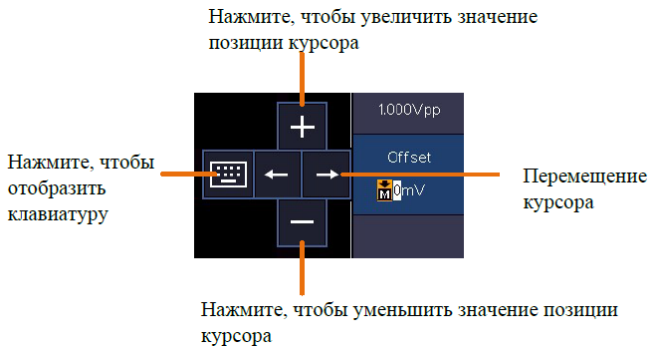 Нажмите, чтобы увеличить значение
позиции курсора
1.000Vpp
Offset
M 0mV
Нажмите, чтобы
отобразить
клавиатуру
Перемещение
курсора
Нажмите, чтобы уменьшить значение позиции
курсора